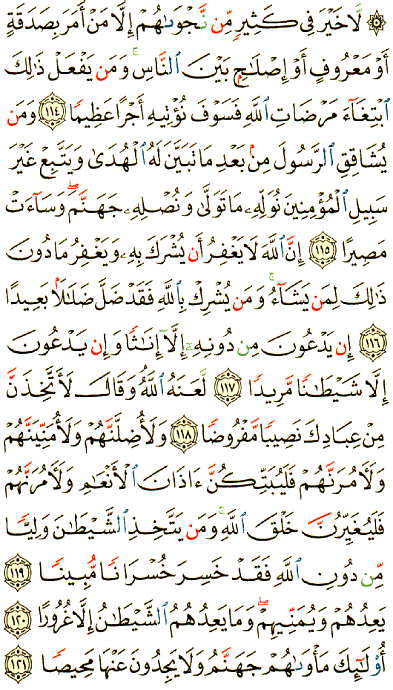 ۞ لَّا خَيْرَ فِى كَثِيرٍ مِّن نَّجْوَىٰهُمْ إِلَّا مَنْ أَمَرَ بِصَدَقَةٍ
أَوْ مَعْرُوفٍ أَوْ إِصْلَٰحٍۭ بَيْنَ ٱلنَّاسِ ۚ وَمَن يَفْعَلْ ذَٰلِكَ
ٱبْتِغَآءَ مَرْضَاتِ ٱللَّهِ فَسَوْفَ نُؤْتِيهِ أَجْرًا عَظِيمًا ١١٤ وَمَن
يُشَاقِقِ ٱلرَّسُولَ مِنۢ بَعْدِ مَا تَبَيَّنَ لَهُ ٱلْهُدَىٰ وَيَتَّبِعْ غَيْرَ
سَبِيلِ ٱلْمُؤْمِنِينَ نُوَلِّهِۦ مَا تَوَلَّىٰ وَنُصْلِهِۦ جَهَنَّمَ ۖ وَسَآءَتْ
مَصِيرًا ١١٥ إِنَّ ٱللَّهَ لَا يَغْفِرُ أَن يُشْرَكَ بِهِۦ وَيَغْفِرُ مَا دُونَ
ذَٰلِكَ لِمَن يَشَآءُ ۚ وَمَن يُشْرِكْ بِٱللَّهِ فَقَدْ ضَلَّ ضَلَٰلًۢا بَعِيدًا
١١٦ إِن يَدْعُونَ مِن دُونِهِۦٓ إِلَّآ إِنَٰثًا وَإِن يَدْعُونَ
إِلَّا شَيْطَٰنًا مَّرِيدًا ١١٧ لَّعَنَهُ ٱللَّهُ ۘ وَقَالَ لَأَتَّخِذَنَّ
مِنْ عِبَادِكَ نَصِيبًا مَّفْرُوضًا ١١٨ وَلَأُضِلَّنَّهُمْ وَلَأُمَنِّيَنَّهُمْ
وَلَءَامُرَنَّهُمْ فَلَيُبَتِّكُنَّ ءَاذَانَ ٱلْأَنْعَٰمِ وَلَءَامُرَنَّهُمْ
فَلَيُغَيِّرُنَّ خَلْقَ ٱللَّهِ ۚ وَمَن يَتَّخِذِ ٱلشَّيْطَٰنَ وَلِيًّا
مِّن دُونِ ٱللَّهِ فَقَدْ خَسِرَ خُسْرَانًا مُّبِينًا ١١٩
يَعِدُهُمْ وَيُمَنِّيهِمْ ۖ وَمَا يَعِدُهُمُ ٱلشَّيْطَٰنُ إِلَّا غُرُورًا ١٢٠
أُو۟لَٰٓئِكَ مَأْوَىٰهُمْ جَهَنَّمُ وَلَا يَجِدُونَ عَنْهَا مَحِيصًا ١٢١